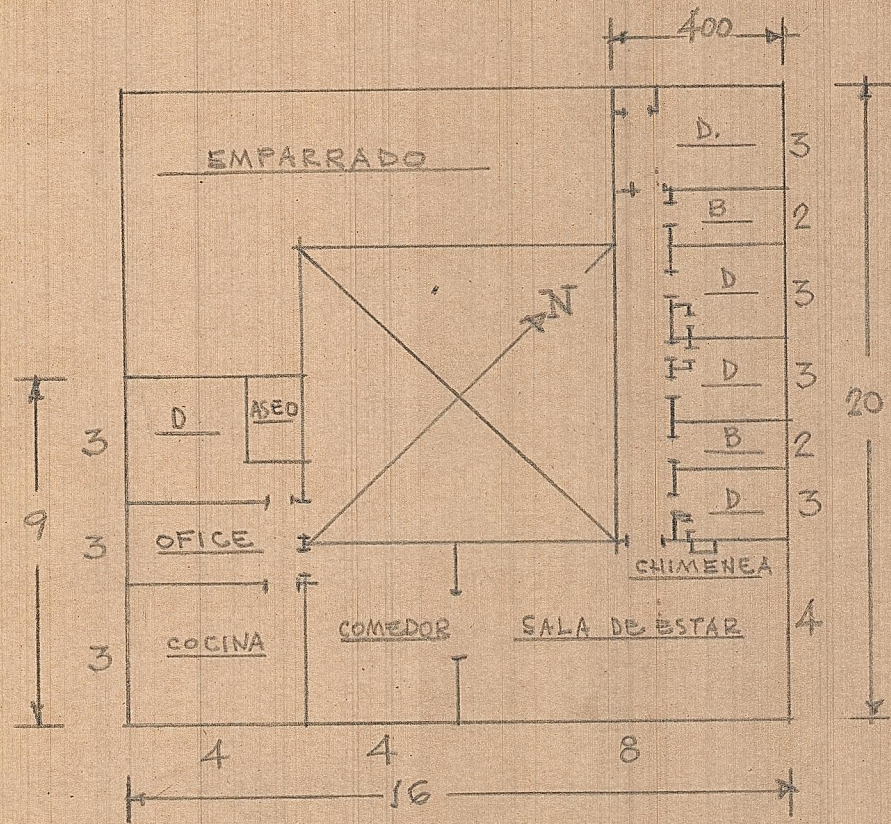 400
D.
3
EMPARRADO
B
2
D
3
N
D
3
20
D
ASEO
3
B
2
D
3
9
3
OFICE
CHIMENEA
COCINA
COMEDOR
SALA DE ESTAR
4
3
4
4
8
16